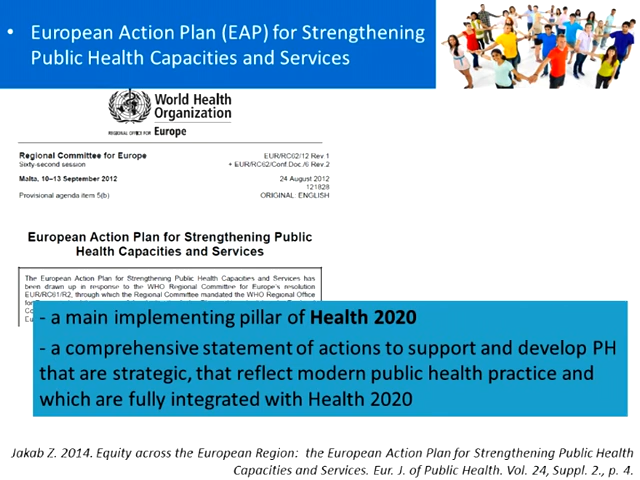 • European Action Plan (EAP) for Strengthening
Public Health Capacities and Services
World Health
Organization
REGIONAL OFFICE FOR Europe
Regional Committee for Europe EUR/RC62/12 Rev.1
Sixty-second session + EUR/RC62/Conf.Doc./6 Rev.2
Malta, 10–13 September 2012 24 August 2012
121828
Provisional agenda item 5(b) ORIGINAL: ENGLISH
European Action Plan for Strengthening Public
Health Capacities and Services
The European Action Plan for Strengthening Public Health Capacities and Services has
been drawn up in response to the WHO Regional Committee for Europe's resolution
EUR/RC61/R2, through which the Regional Committee mandated the WHO Regional Office
- a main implementing pillar of Health 2020
- a comprehensive statement of actions to support and develop PH
that are strategic, that reflect modern public health practice and
which are fully integrated with Health 2020
Jakab Z. 2014. Equity across the European Region: the European Action Plan for Strengthening Public Health
Capacities and Services. Eur. J. of Public Health. Vol. 24, Suppl. 2., p. 4.